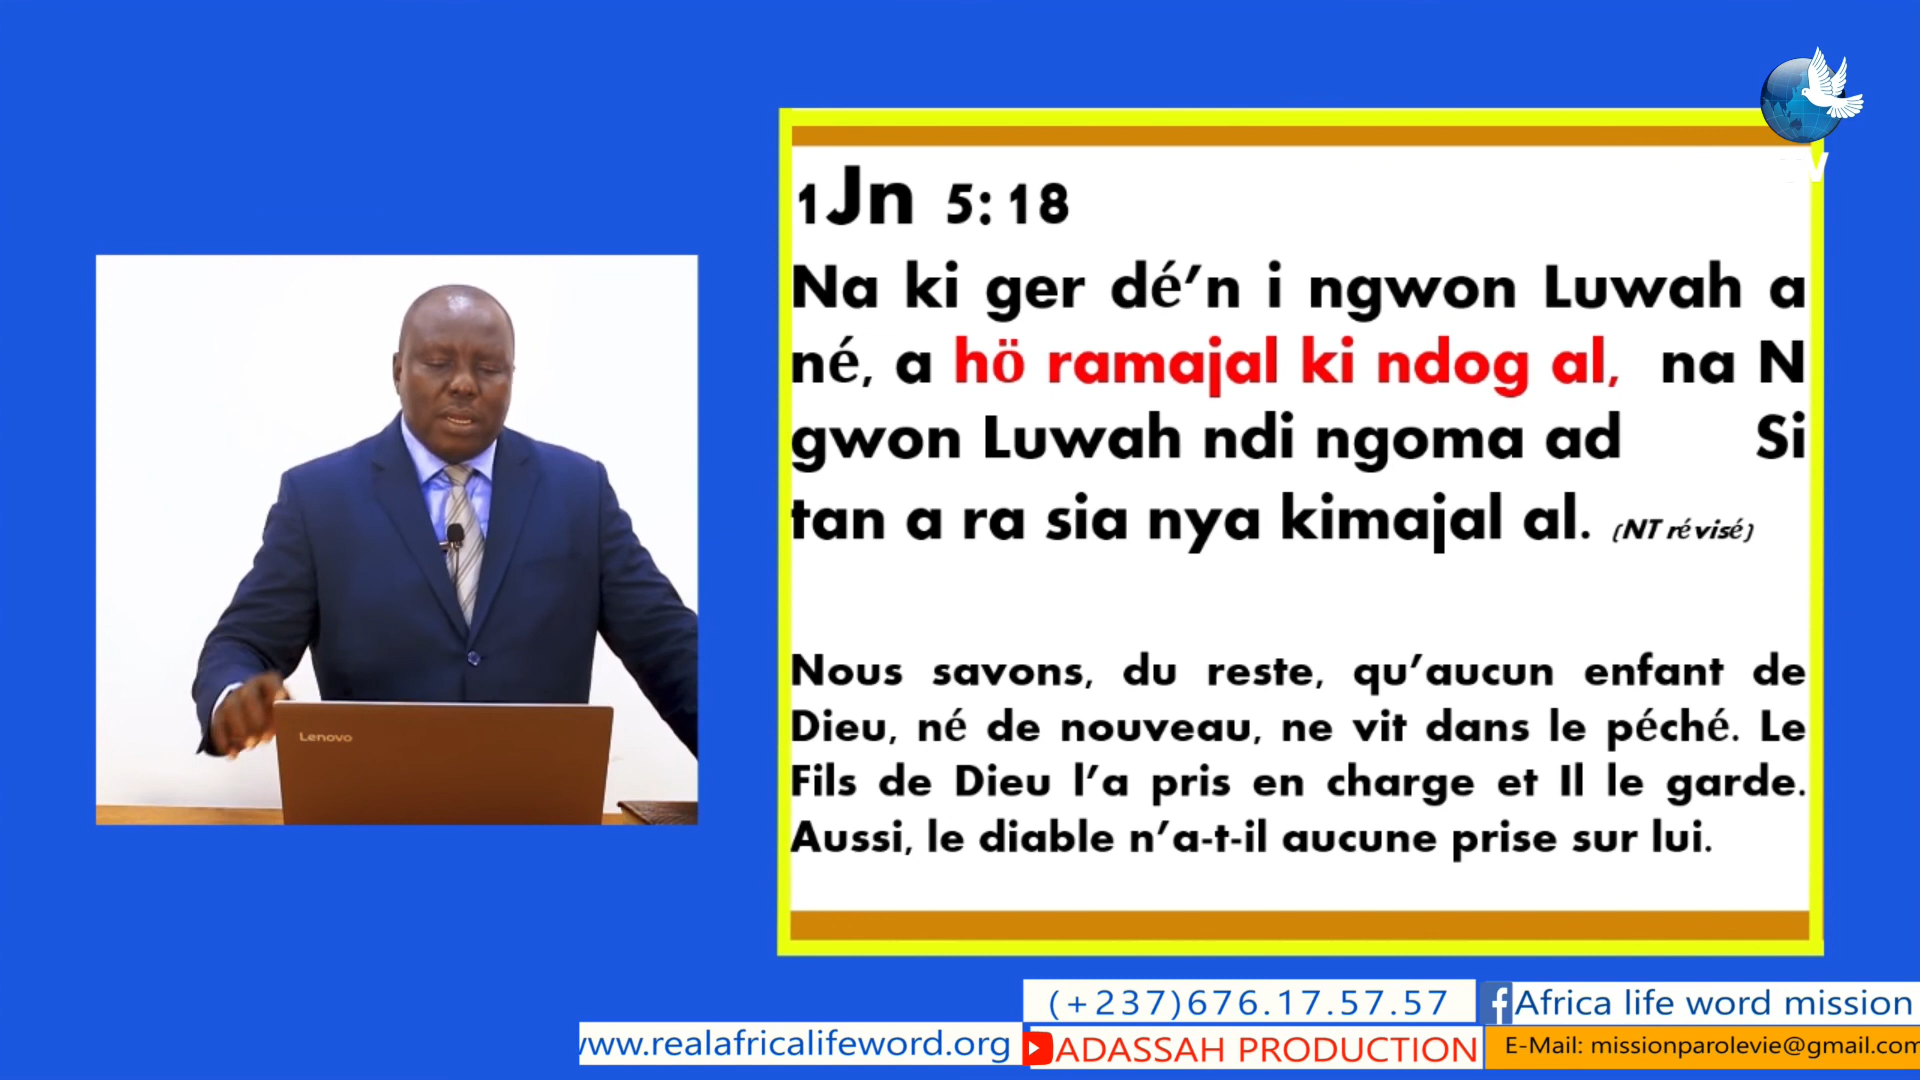 1Jn 5:18
Na ki ger dé’n i ngwon Luwah a
né, a hö ramajal ki ndog al, na N
gwon Luwah ndi ngoma ad Si
tan a ra sia nya kimajal al. (NT révisé)
Nous savons, du reste, qu’aucun enfant de
Dieu, né de nouveau, ne vit dans le péché. Le
Fils de Dieu l’a pris en charge et Il le garde.
Aussi, le diable n’a-t-il aucune prise sur lui.
Lenovo
(+237)676.17.57.57
Africa life word mission
www.realafricalifeword.org
ADASSAH PRODUCTION
E-Mail: missionparolevie@gmail.com